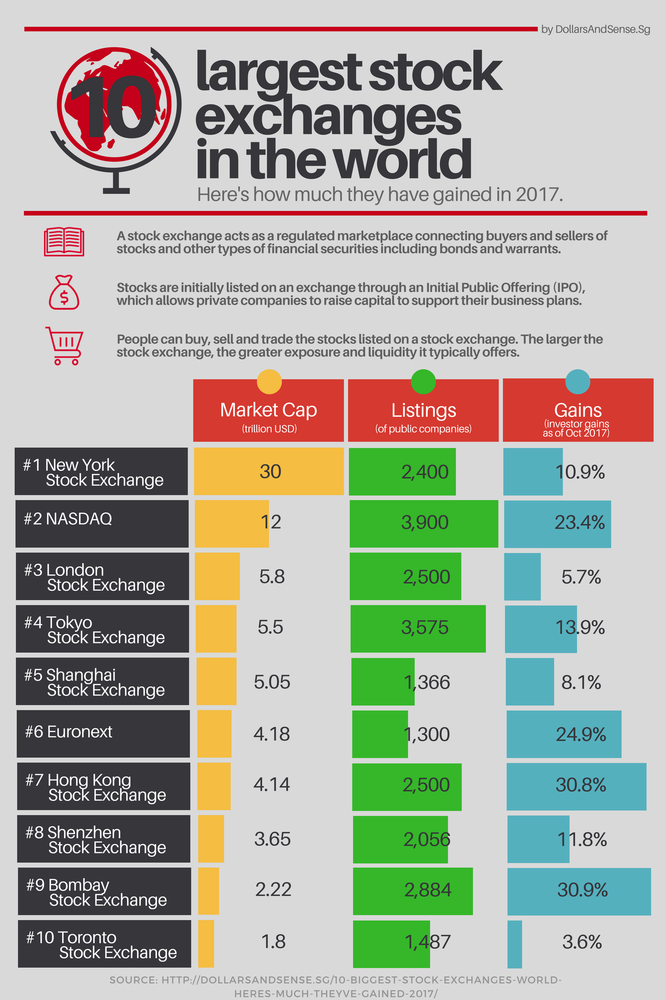 by DollarsAndSense.Sg
10
largest stock
exchanges
in the world
Here's how much they have gained in 2017.
A stock exchange acts as a regulated marketplace connecting buyers and sellers of
stocks and other types of financial securities including bonds and warrants.
$
Stocks are initially listed on an exchange through an Initial Public Offering (IPO),
which allows private companies to raise capital to support their business plans.
People can buy, sell and trade the stocks listed on a stock exchange. The larger the
stock exchange, the greater exposure and liquidity it typically offers.
Market Cap
(trillion USD)
Listings
(of public companies)
Gains
(investor gains
as of Oct 2017)
#1 New York
Stock Exchange
30
2,400
10.9%
#2 NASDAQ
12
3,900
23.4%
#3 London
Stock Exchange
5.8
2,500
5.7%
#4 Tokyo
Stock Exchange
5.5
3,575
13.9%
#5 Shanghai
Stock Exchange
5.05
1,366
8.1%
#6 Euronext
4.18
1,300
24.9%
#7 Hong Kong
Stock Exchange
4.14
2,500
30.8%
#8 Shenzhen
Stock Exchange
3.65
2,056
11.8%
#9 Bombay
Stock Exchange
2.22
2,884
30.9%
#10 Toronto
Stock Exchange
1.8
1,487
3.6%
SOURCE: HTTP://DOLLARSANDSENSE.SG/10-BIGGEST-STOCK-EXCHANGES-WORLD-
HERES-MUCH-THEYVE-GAINED-2017/